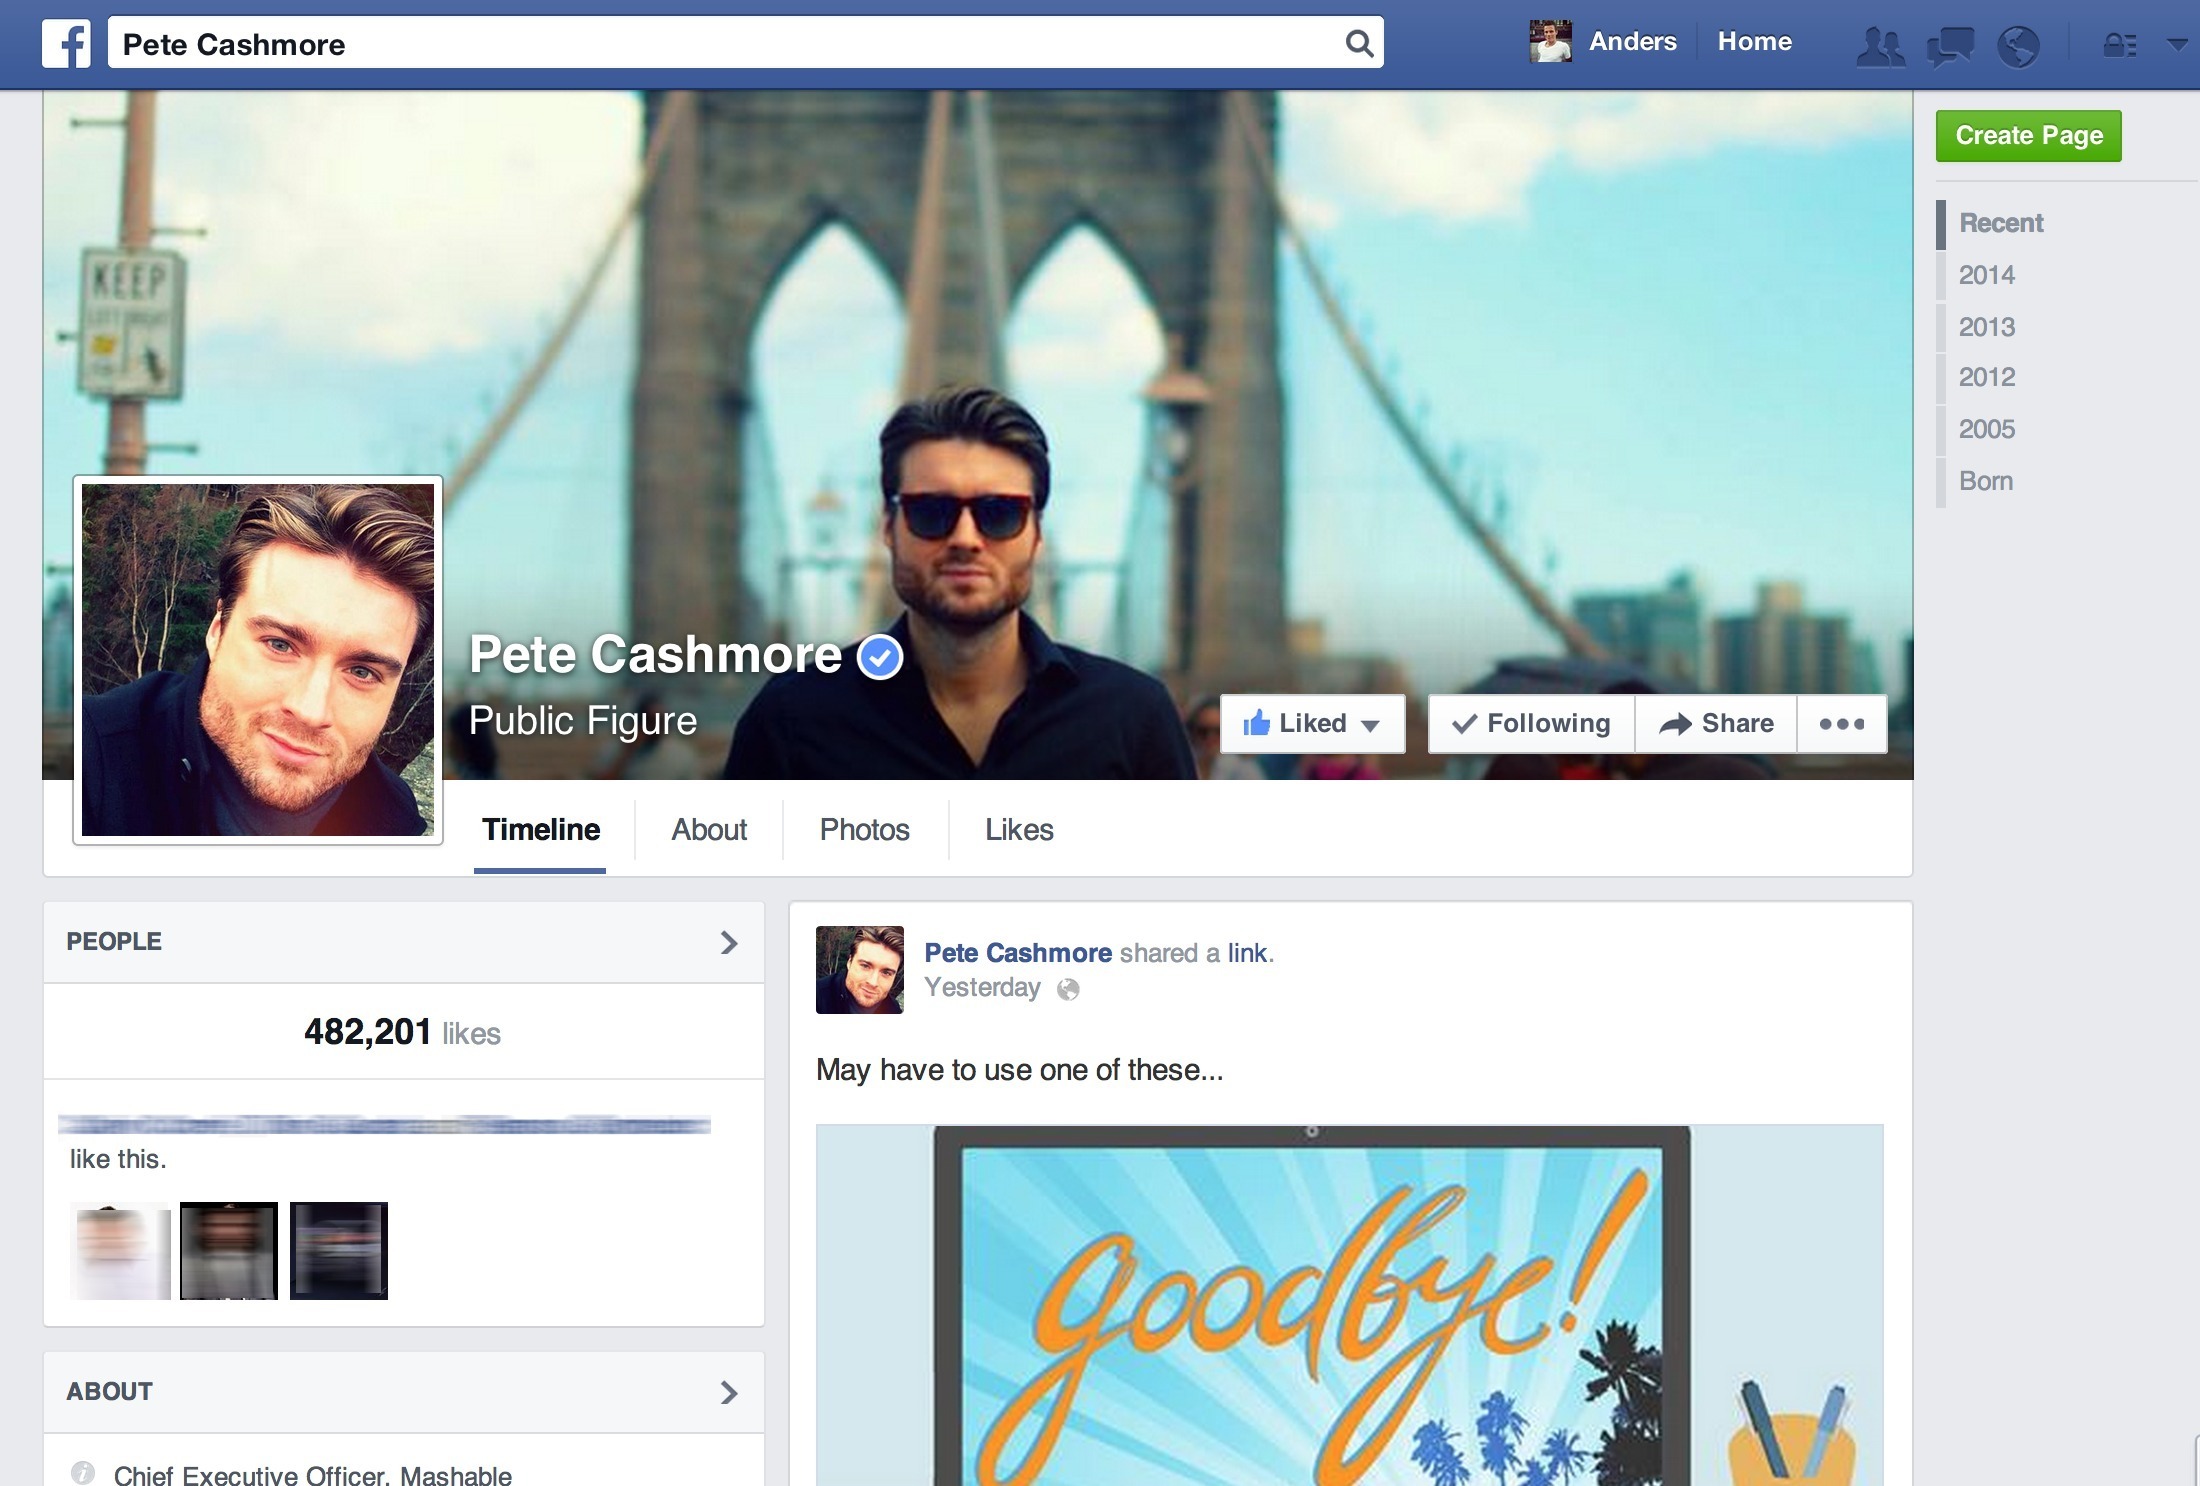 f
Pete Cashmore
Anders
Home
Create Page
Recent
2014
2013
2012
2005
Born
KEEP
Pete Cashmore
Public Figure
Liked
Following
Share
Timeline
About
Photos
Likes
PEOPLE
482,201 likes
like this.
ABOUT
Chief Executive Officer, Mashable
Pete Cashmore shared a link.
Yesterday
May have to use one of these...
goodbye!